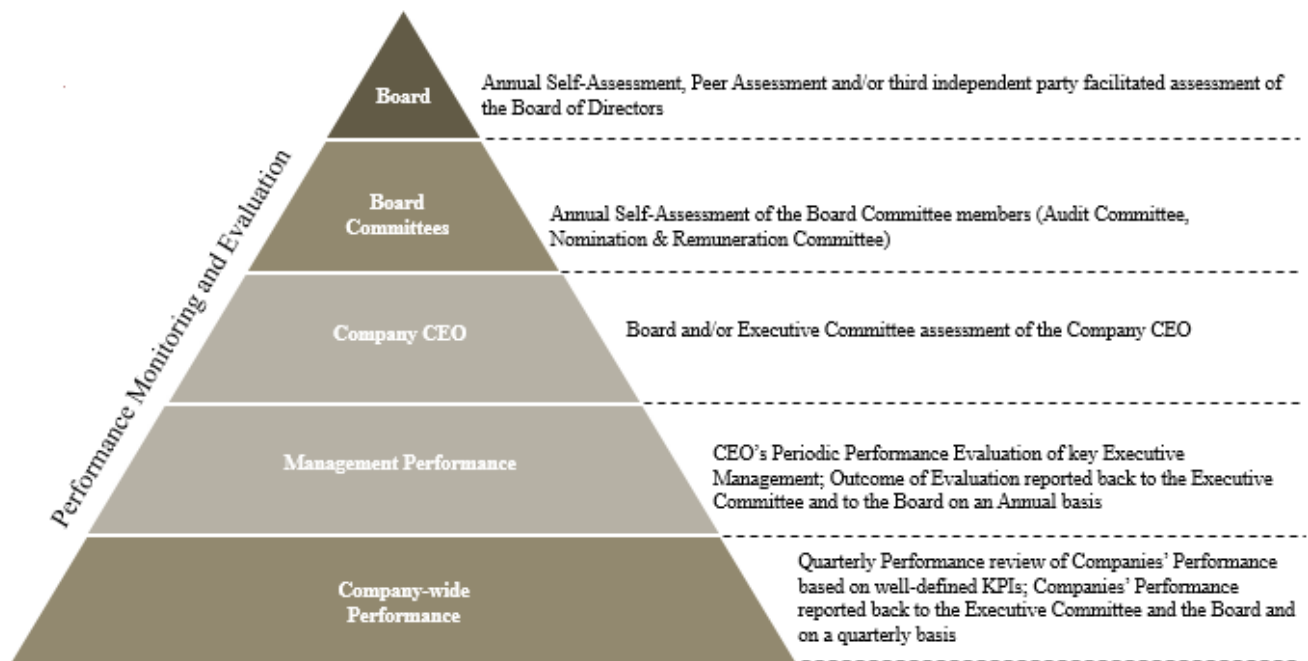 Performance Monitoring and Evaluation
Board
Annual Self-Assessment, Peer Assessment and/or third independent party facilitated assessment of
the Board of Directors
Board
Committees
Annual Self-Assessment of the Board Committee members (Audit Committee,
Nomination & Remuneration Committee)
Company CEO
Board and/or Executive Committee assessment of the Company CEO
Management Performance
CEO’s Periodic Performance Evaluation of key Executive
Management; Outcome of Evaluation reported back to the Executive
Committee and to the Board on an Annual basis
Company-wide
Performance
Quarterly Performance review of Companies’ Performance
based on well-defined KPIs; Companies’ Performance
reported back to the Executive Committee and the Board and
on a quarterly basis